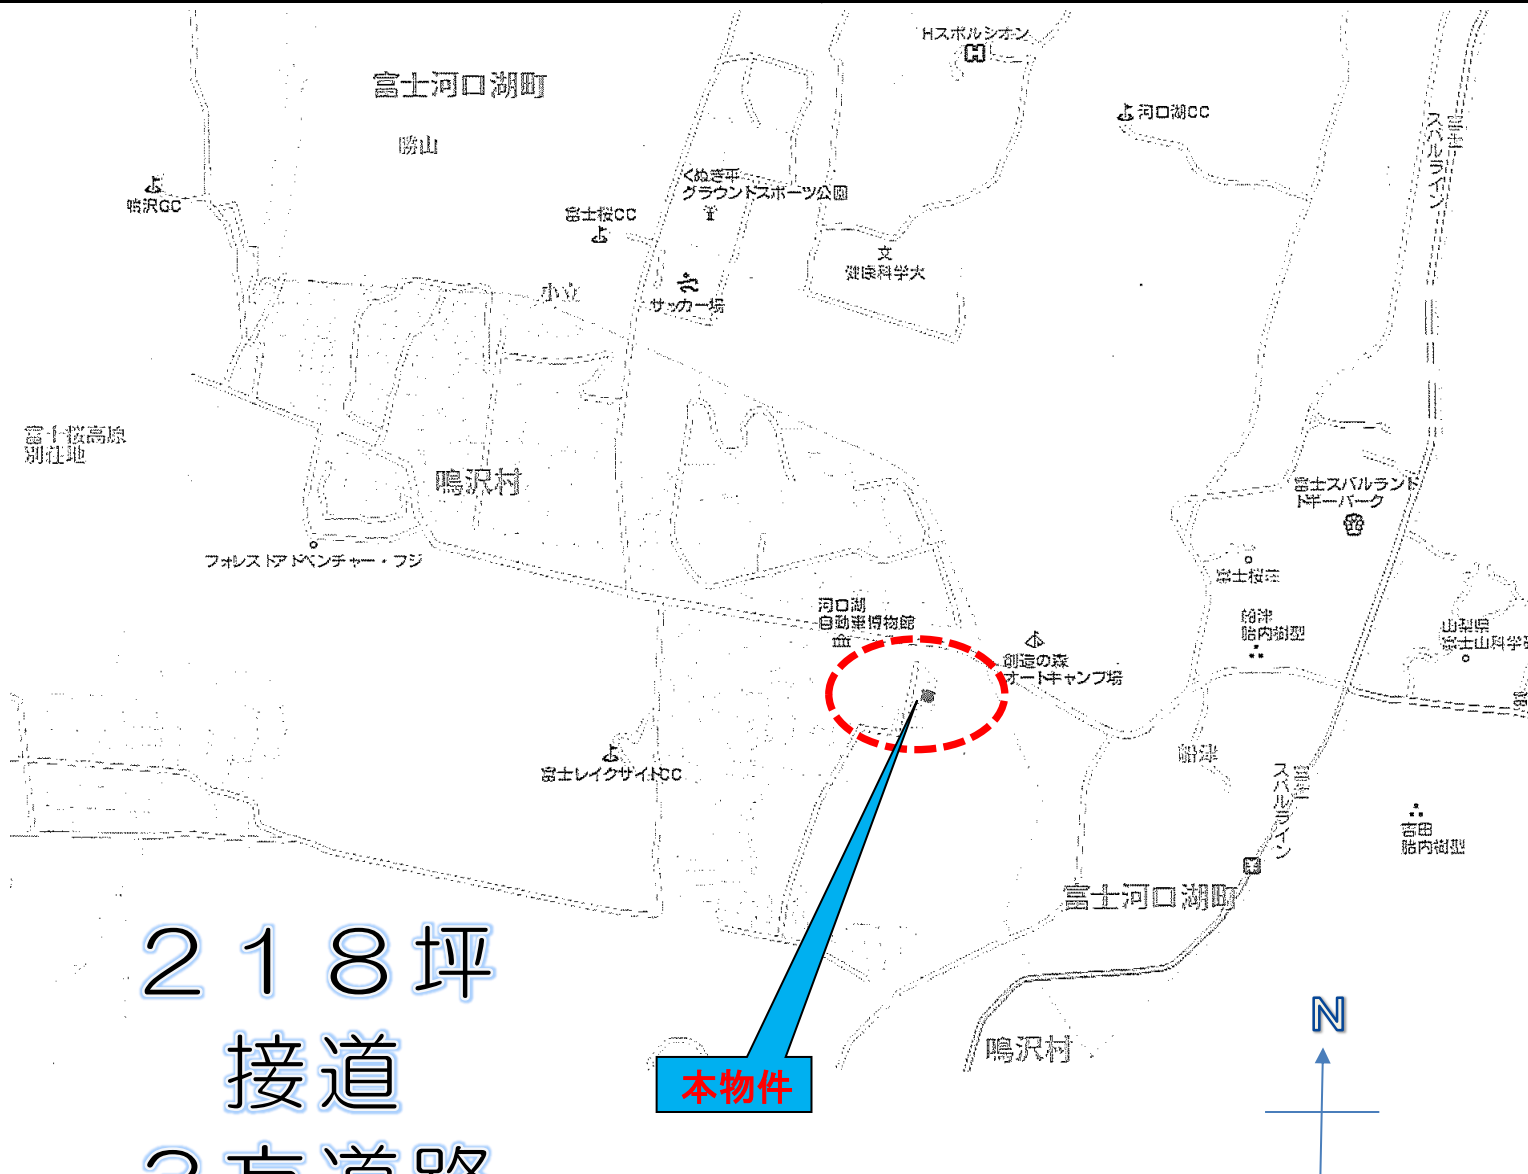 Hスポルシオン
H
富士河口湖町
河口湖CC
富士
スバルライン
勝山
くぬぎ平
グラウンドスポーツ公園
鳴沢GC
富士桜CC
文
健康科学大
小立
サッカー場
富士桜高原
別荘地
鳴沢村
富士スバルランド
ドギーパーク
フォレストアドベンチャー・フジ
富士桜荘
河口湖
自動車博物館
船津
胎内樹型
山梨県
富士山科学研
創造の森
オートキャンプ場
船津
富士レイクサイドCC
富士
スバルライン
吉田
胎内樹型
富士河口湖町
218坪
接道
鳴沢村
N
本物件